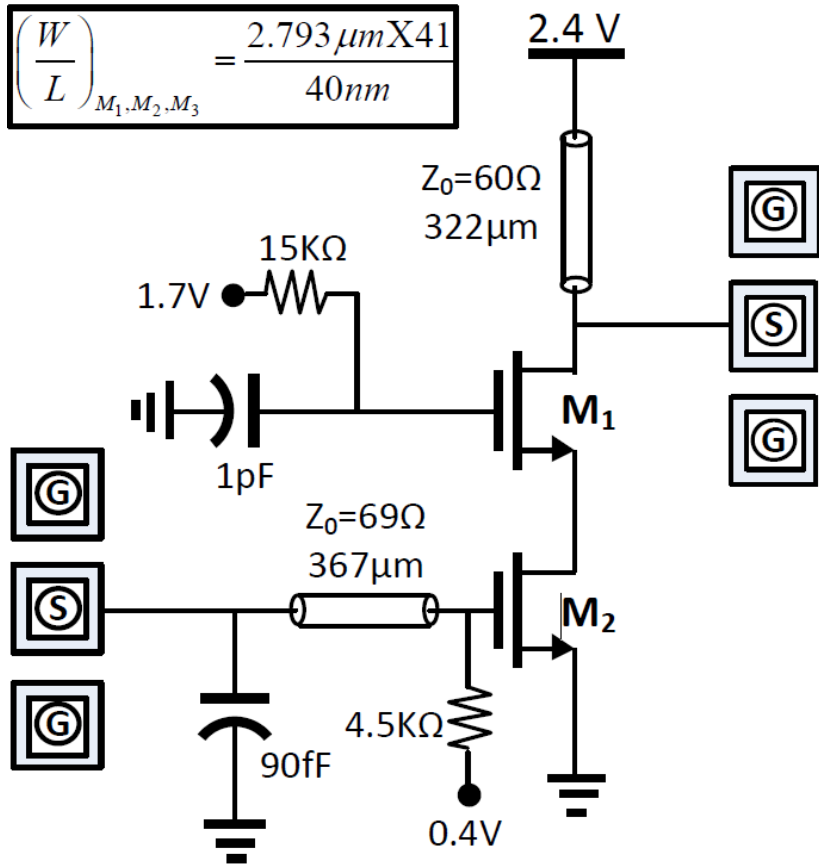 (W/L)M1,M2,M3 = 2.793 μmX41 / 40nm
2.4 V
Z0=60Ω
322μm
G
15KΩ
1.7V
S
M1
G
1pF
G
Z0=69Ω
367μm
S
M2
G
4.5KΩ
90fF
0.4V